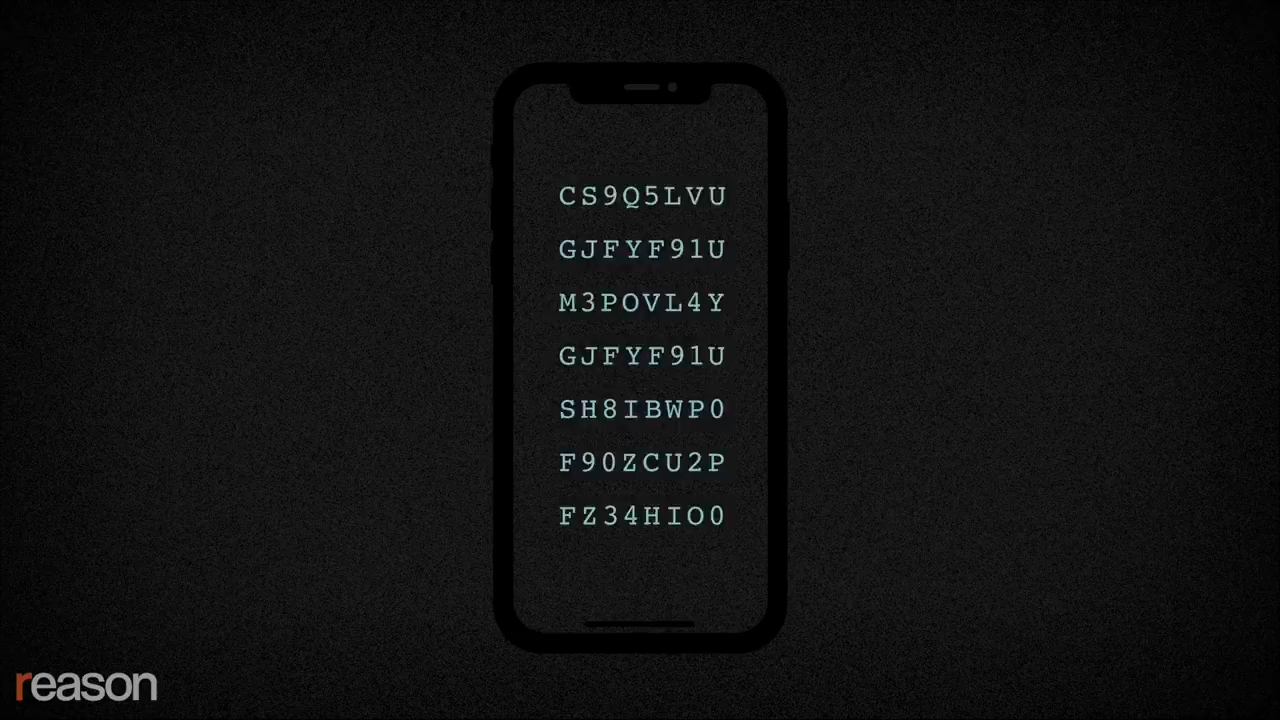 CS9Q5LVU
GJFYF91U
M3POVL4Y
GJFYF91U
SH8IBWP0
F90ZCU2P
FZ34HIO0
reason